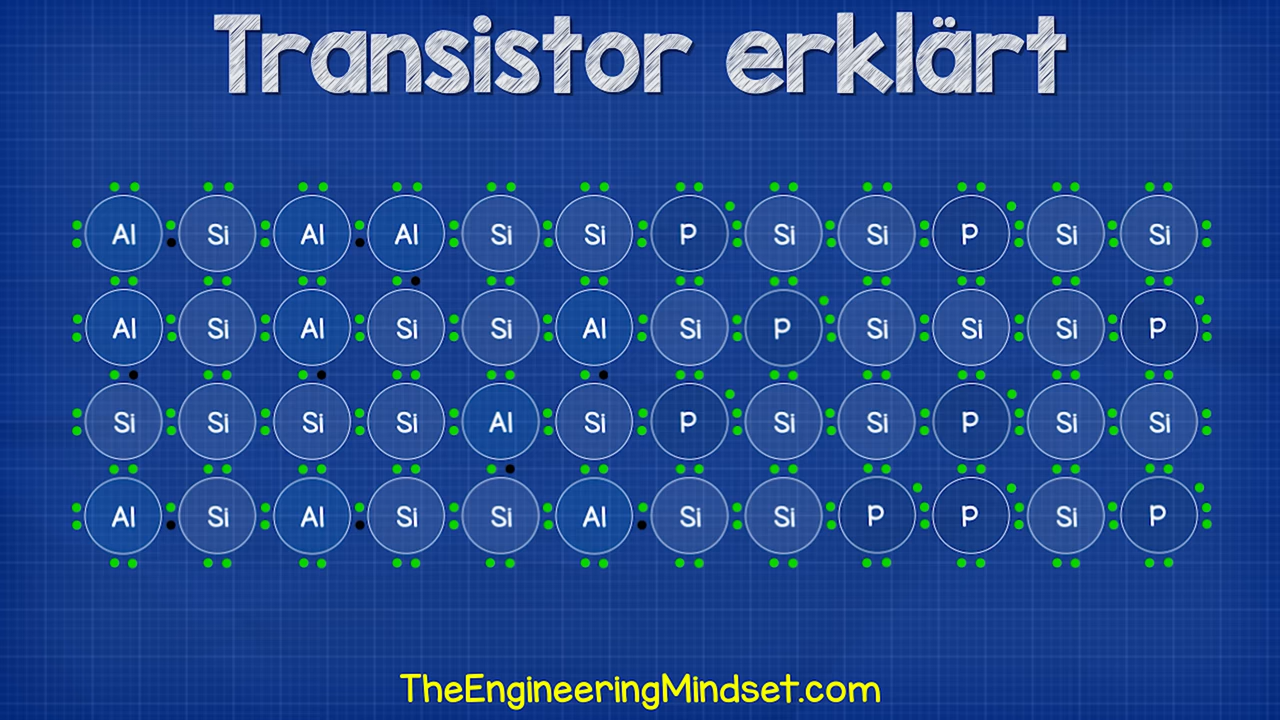 Transistor erklärt
Al Si Al Al Si Si P Si Si P Si Si
Al Si Al Si Si Al Si P Si Si Si P
Si Si Si Si Al Si P Si Si P Si Si
Al Si Al Si Si Al Si Si P P Si P
TheEngineeringMindset.com